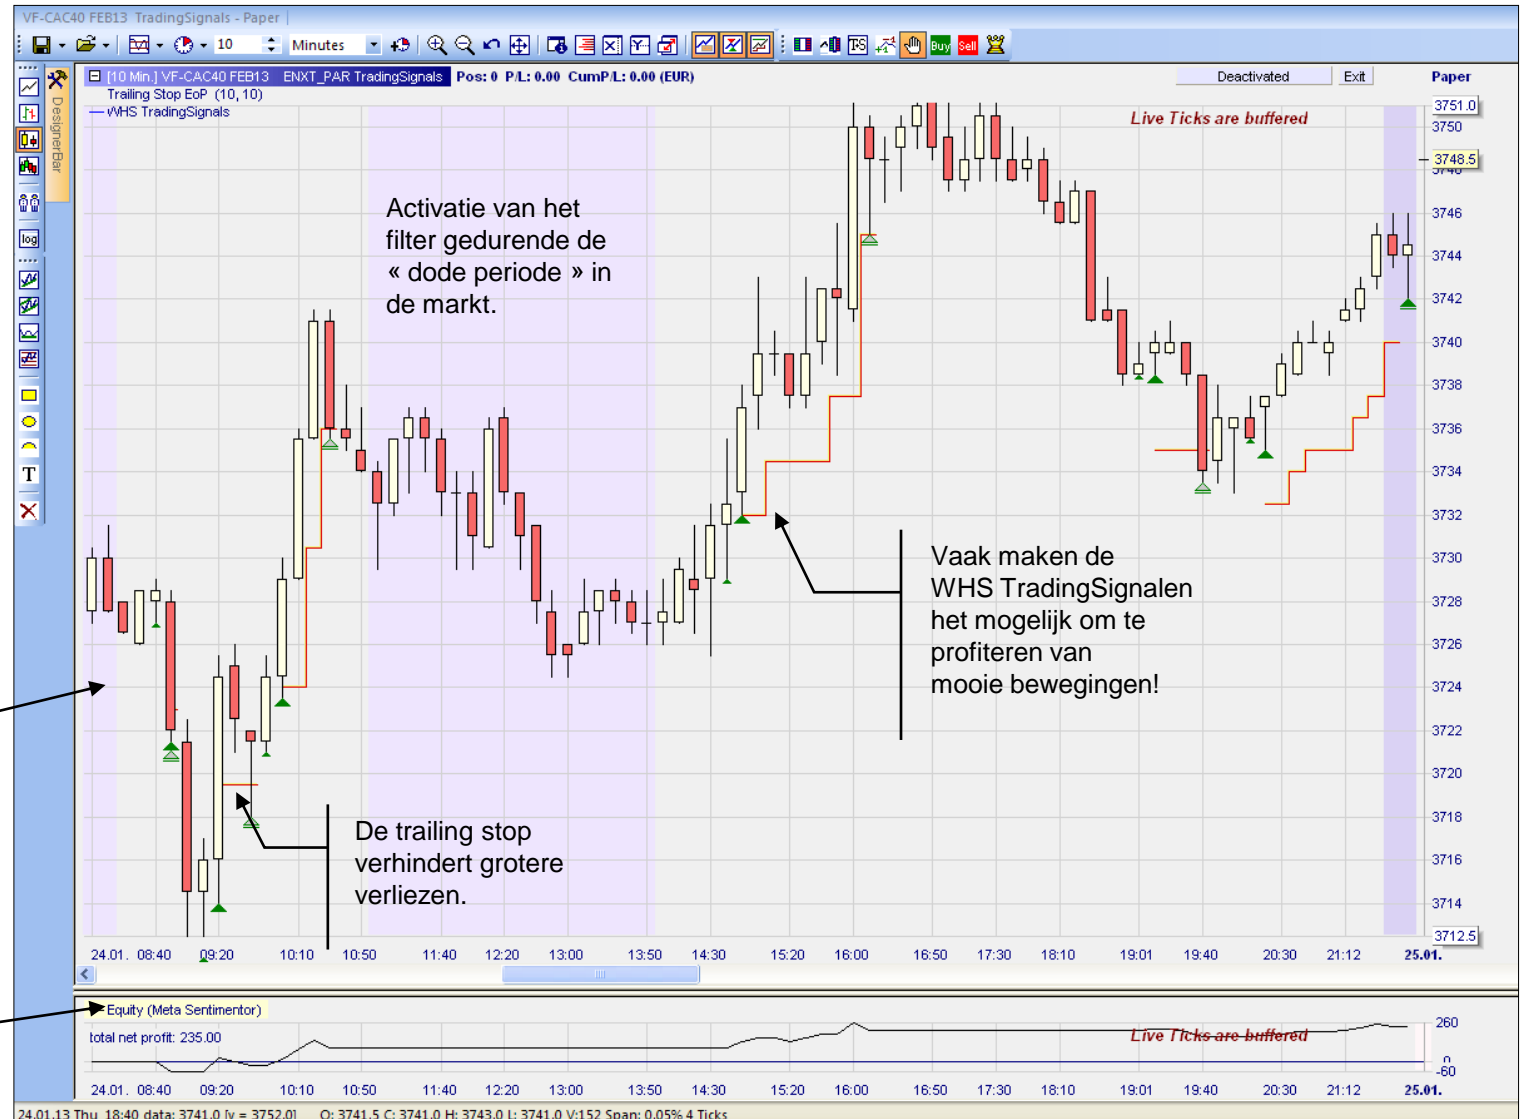 VF-CAC40 FEB13 TradingSignals - Paper
10 Minutes
T-S Buy Sell
DesignerBar
log
T
[10 Min.] VF-CAC40 FEB13 ENXT_PAR TradingSignals Pos: 0 P/L: 0.00 CumP/L: 0.00 (EUR) Deactivated Exit Paper
Trailing Stop EoP (10, 10)
WHS TradingSignals
Live Ticks are buffered
3751.0
3750
3748.5
3746
3744
3742
3740
3738
3736
3734
3732
3730
3728
3726
3724
3722
3720
3718
3716
3714
3712.5
Activatie van het
filter gedurende de
« dode periode » in
de markt.
Vaak maken de
WHS TradingSignalen
het mogelijk om te
profiteren van
mooie bewegingen!
De trailing stop
verhindert grotere
verliezen.
24.01. 08:40 09:20 10:10 10:50 11:40 12:20 13:00 13:50 14:30 15:20 16:00 16:50 17:30 18:10 19:01 19:40 20:30 21:12 25.01.
Equity (Meta Sentimentor)
total net profit: 235.00
Live Ticks are buffered
260
0
-60
24.01. 08:40 09:20 10:10 10:50 11:40 12:20 13:00 13:50 14:30 15:20 16:00 16:50 17:30 18:10 19:01 19:40 20:30 21:12 25.01.
24.01.13 Thu 18:40 data: 3741.0 [v = 3752.0] O: 3741.5 C: 3741.0 H: 3743.0 L: 3741.0 V:152 Span: 0.05% 4 Ticks